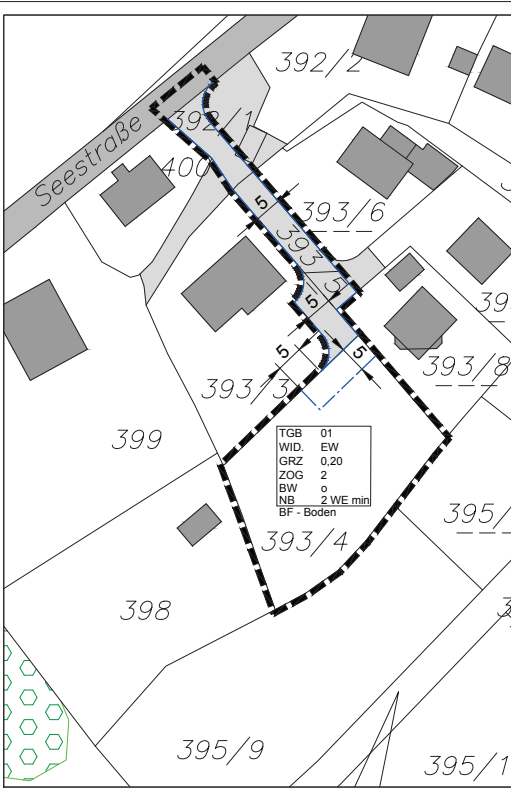 392/2
Seestraße
392/1
400
393/6
5
393/5
5
39
5
5
393/8
393/3
399
TGB 01
WID. EW
GRZ 0,20
ZOG 2
BW o
NB 2 WE min
BF - Boden
395/
393/4
398
395/9
395/1